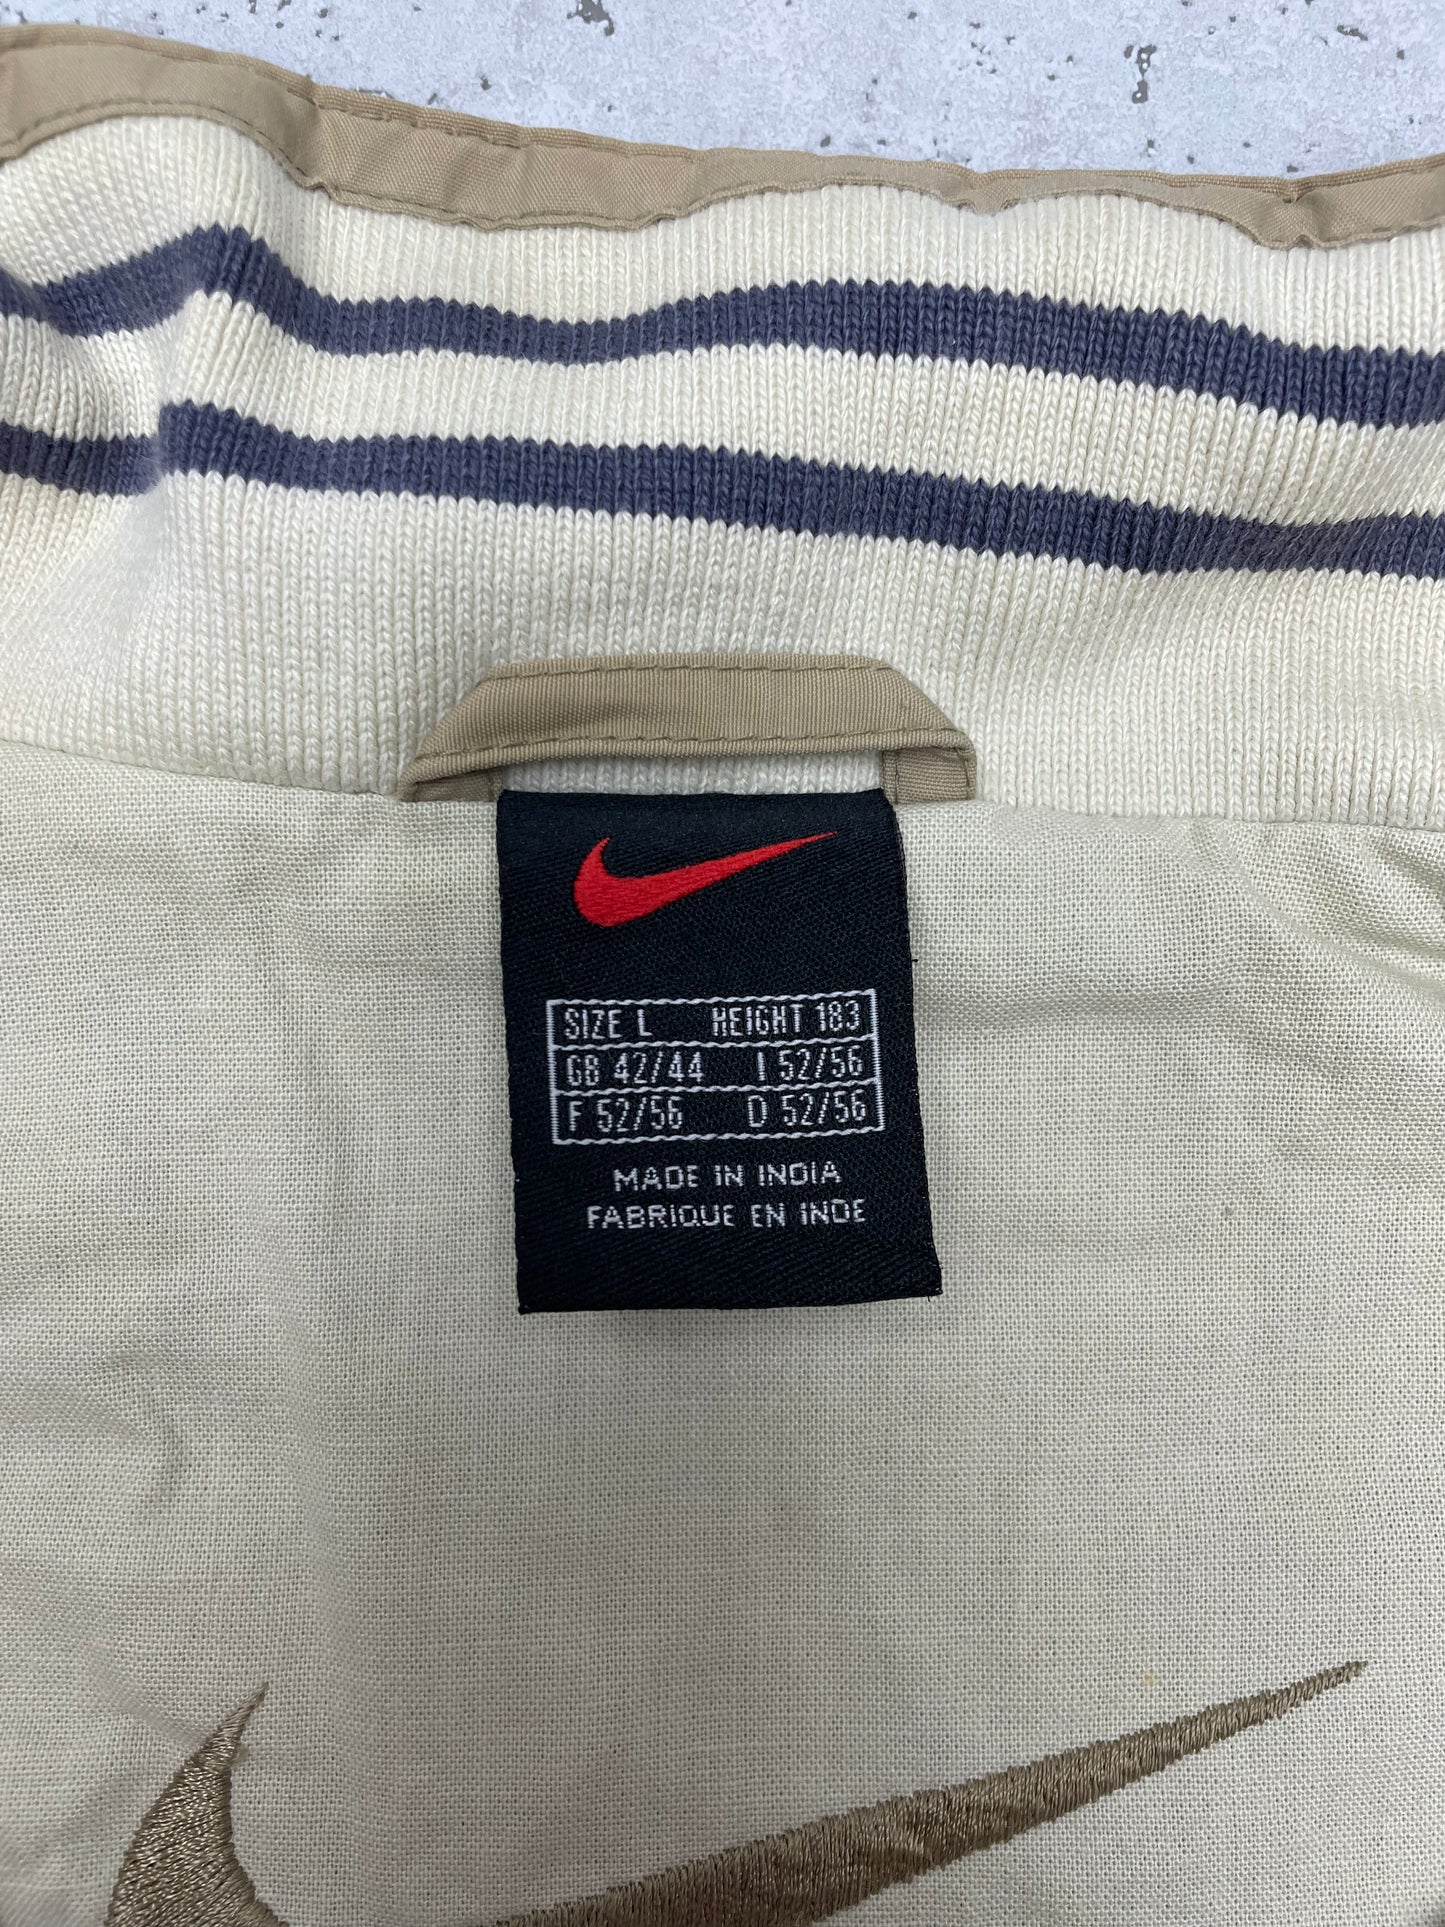 SIZE L HEIGHT 183
GB 42/44 I 52/56
F 52/56 D 52/56
MADE IN INDIA
FABRIQUE EN INDE